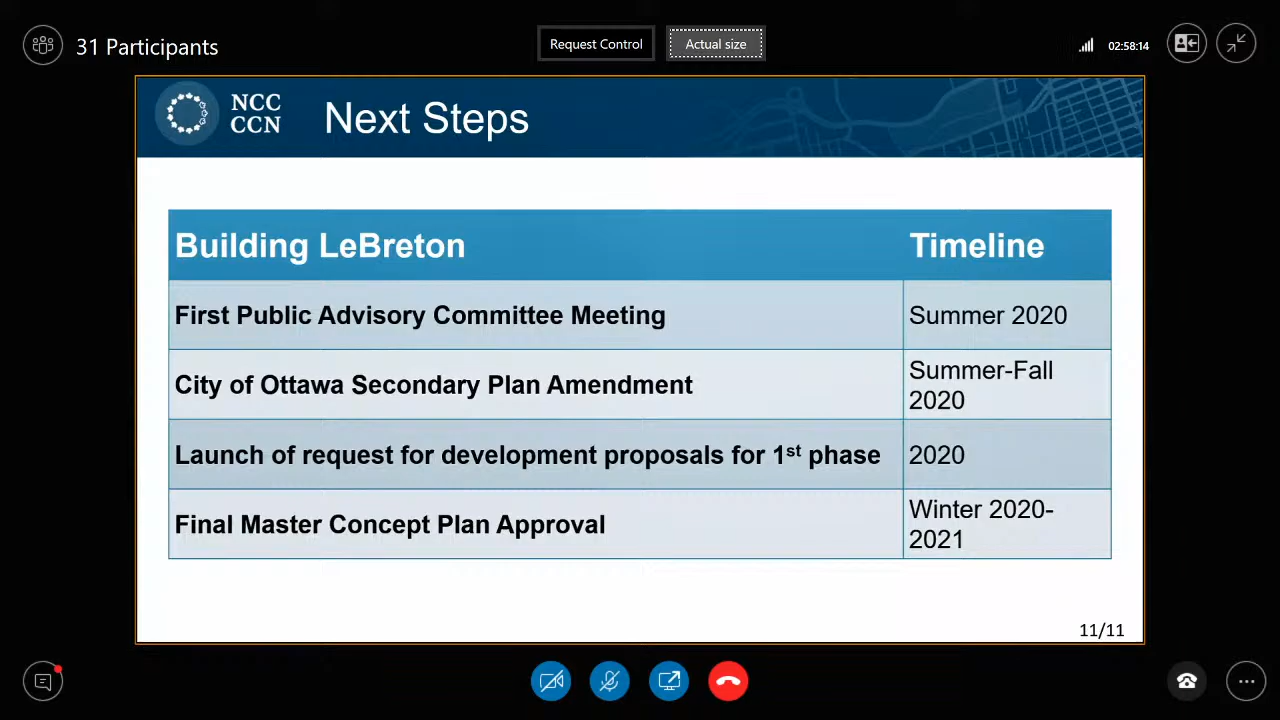 31 Participants
Request Control
Actual size
02:58:14
NCC
CCN
Next Steps
Building LeBreton
Timeline
First Public Advisory Committee Meeting
Summer 2020
City of Ottawa Secondary Plan Amendment
Summer-Fall
2020
Launch of request for development proposals for 1st phase
2020
Final Master Concept Plan Approval
Winter 2020-
2021
11/11